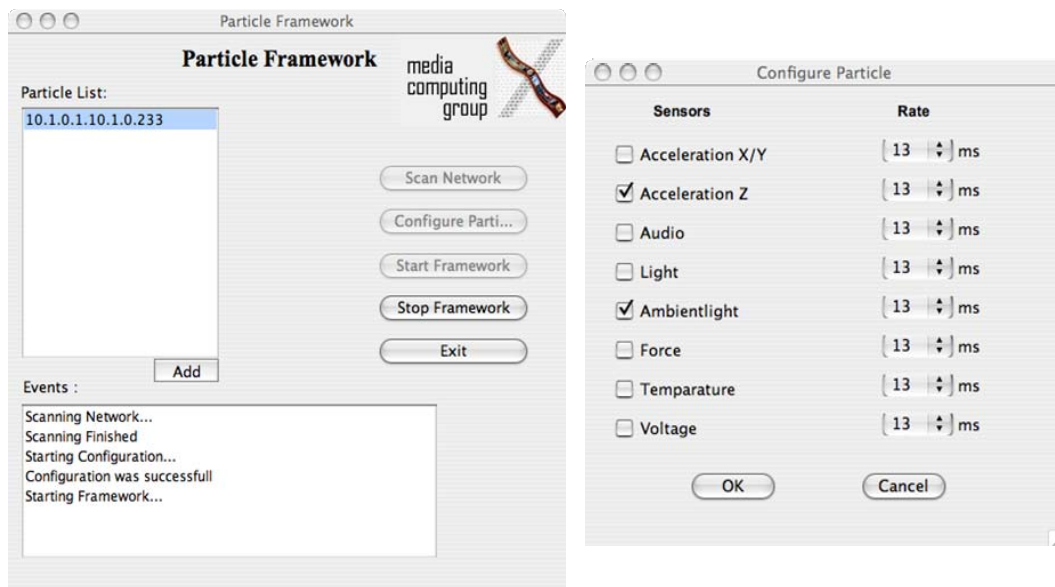 Particle Framework
Particle Framework
media
computing
group
Particle List:
10.1.0.1.10.1.0.233
Scan Network
Configure Parti...
Start Framework
Stop Framework
Exit
Add
Events :
Scanning Network...
Scanning Finished
Starting Configuration...
Configuration was successfull
Starting Framework...
Configure Particle
Sensors Rate
Acceleration X/Y 13 ms
Acceleration Z 13 ms
Audio 13 ms
Light 13 ms
Ambientlight 13 ms
Force 13 ms
Temparature 13 ms
Voltage 13 ms
OK Cancel